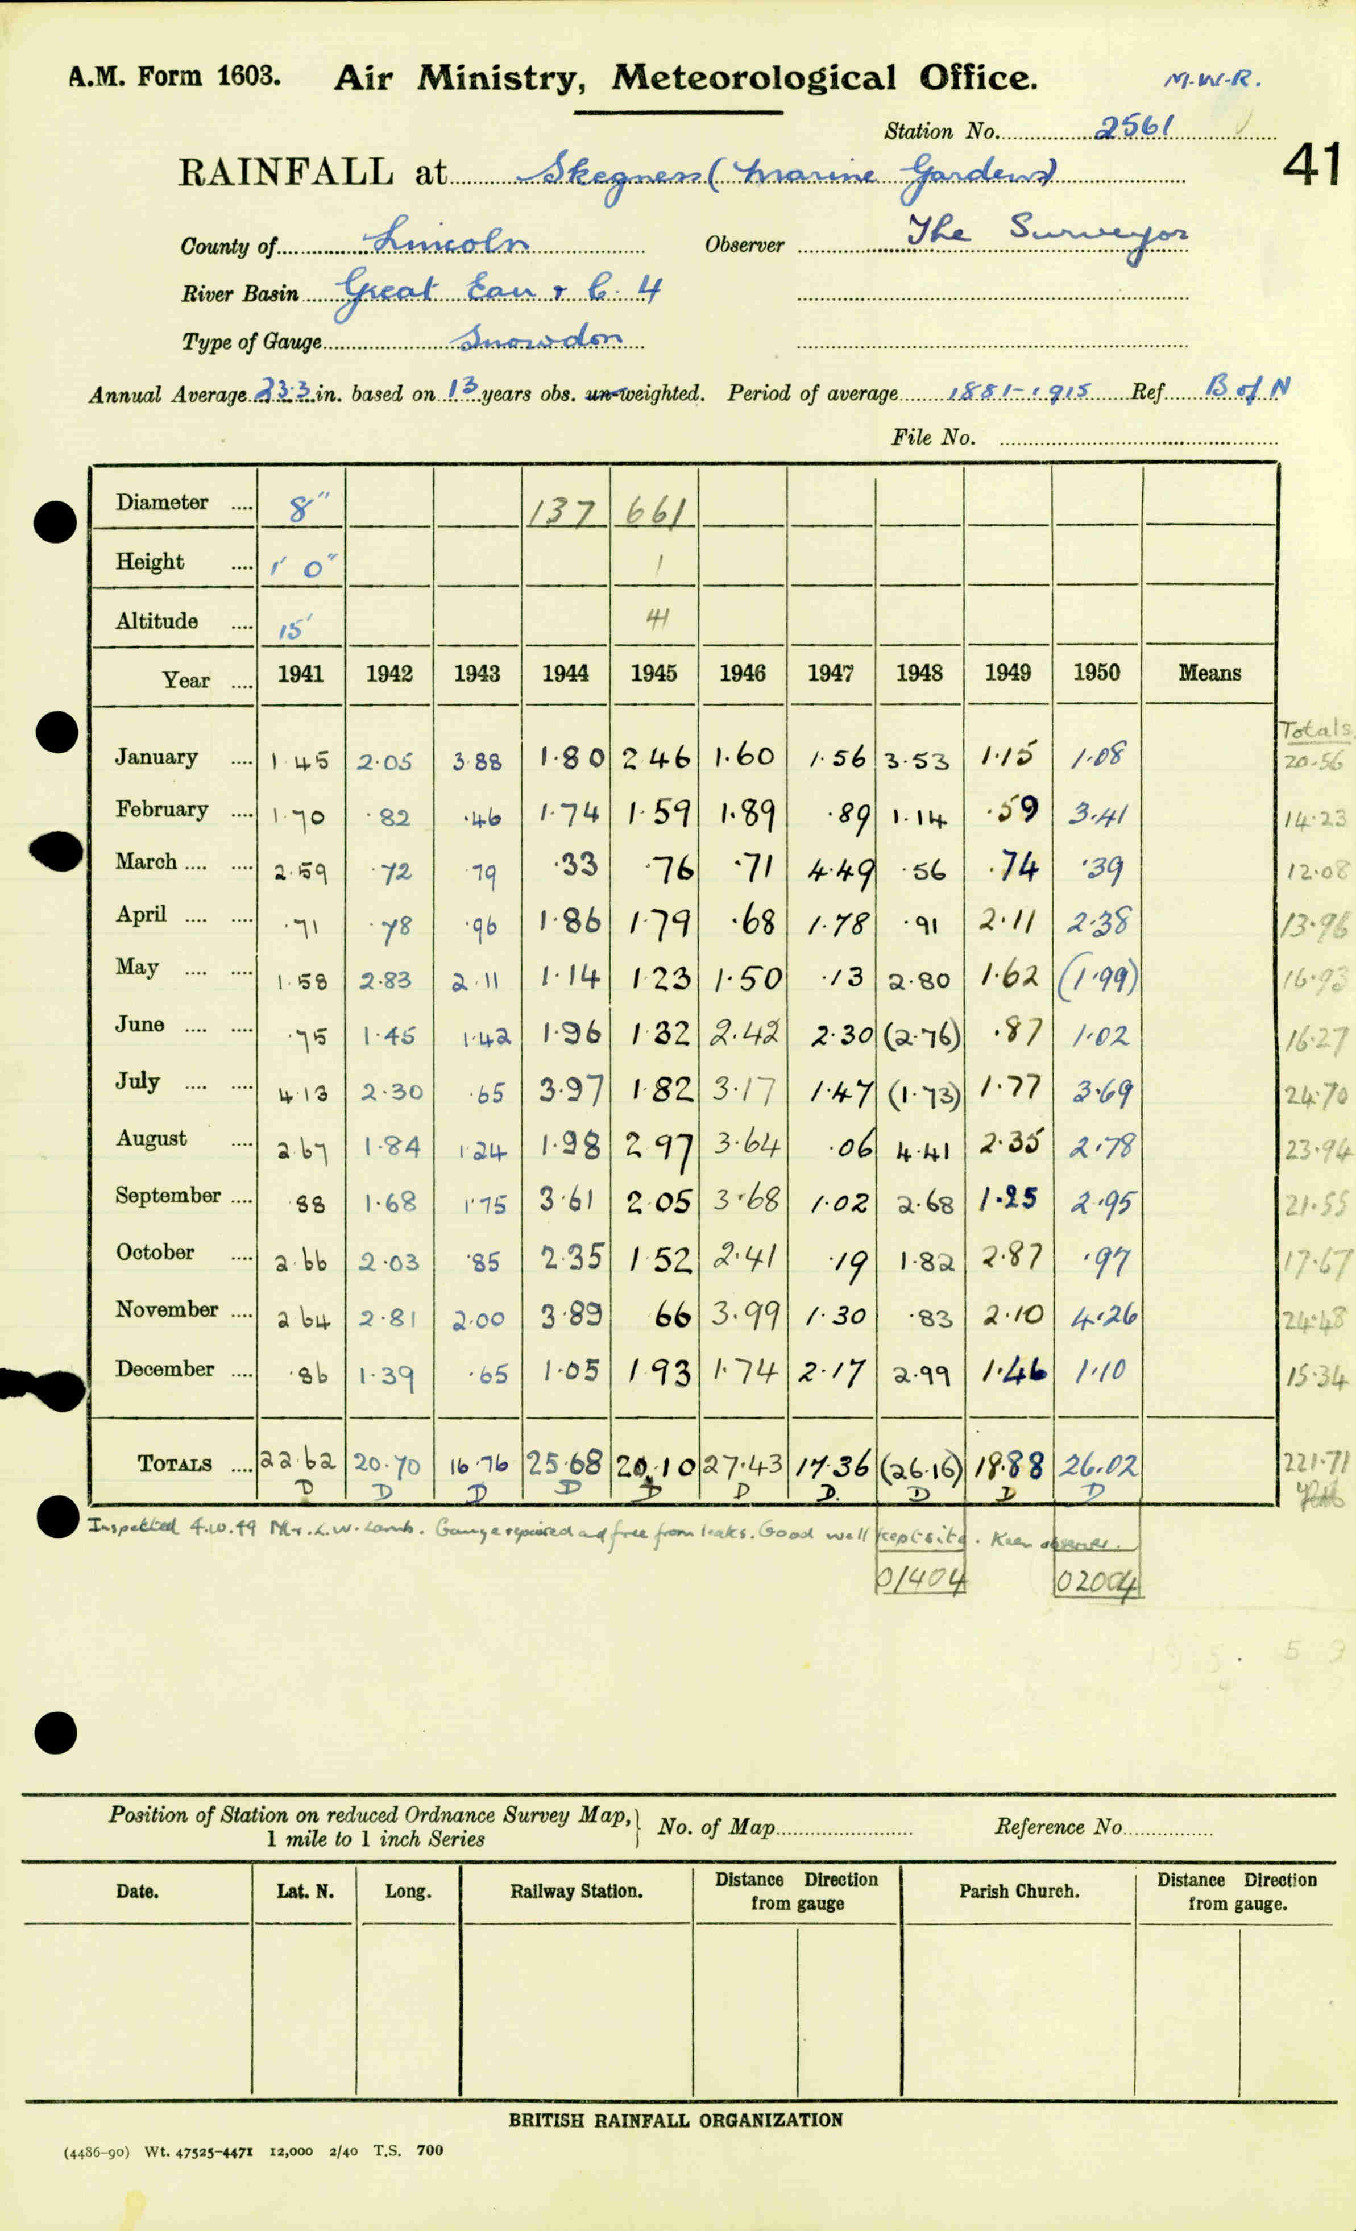 A.M. Form 1603. Air Ministry, Meteorological Office. M.W.R.
Station No. 2561
41
RAINFALL at Skegness (Marine Gardens)
County of Lincoln Observer The Surveyor
River Basin Great Eau & C. 4
Type of Gauge Snowdon
Annual Average 23.3 in. based on 13 years obs. un-weighted. Period of average 1881-1915 Ref. B of N
File No.
Diameter .... 8" 137 661
Height .... 1' 0" 1
Altitude .... 15' 41
Year .... 1941 1942 1943 1944 1945 1946 1947 1948 1949 1950 Means
Totals
January .... 1.45 2.05 3.88 1.80 2.46 1.60 1.56 3.53 1.15 1.08 20.56
February .... 1.70 .82 .46 1.74 1.59 1.89 .89 1.14 .59 3.41 14.23
March .... .... 2.59 .72 .79 .33 .76 .71 4.49 .56 .74 .39 12.08
April .... .... .71 .78 .96 1.86 1.79 .68 1.78 .91 2.11 2.38 13.96
May .... .... 1.58 2.83 2.11 1.14 1.23 1.50 .13 2.80 1.62 (1.99) 16.93
June .... .... .75 1.45 1.42 1.96 1.32 2.42 2.30 (2.76) .87 1.02 16.27
July .... .... 4.13 2.30 .65 3.97 1.82 3.17 1.47 (1.73) 1.77 3.69 24.70
August .... 2.67 1.84 1.24 1.98 2.97 3.64 .06 4.41 2.35 2.78 23.94
September .... .88 1.68 1.75 3.61 2.05 3.68 1.02 2.68 1.25 2.95 21.55
October .... 2.66 2.03 .85 2.35 1.52 2.41 .19 1.82 2.87 .97 17.67
November .... 2.64 2.81 2.00 3.89 66 3.99 1.30 .83 2.10 4.26 24.48
December .... .86 1.39 .65 1.05 1.93 1.74 2.17 2.99 1.46 1.10 15.34
TOTALS .... 22.62 20.70 16.76 25.68 20.10 27.43 17.36 (26.16) 18.88 26.02 221.71
D D D D D D D. D D D
Inspected 4.10.49 Mr. L.W. Lamb. Gauge repaired and free from leaks. Good well kept site. Keen observer.
01404 02004
Position of Station on reduced Ordnance Survey Map, No. of Map Reference No.
1 mile to 1 inch Series
Date. Lat. N. Long. Railway Station. Distance Direction from gauge Parish Church. Distance Direction from gauge.
BRITISH RAINFALL ORGANIZATION
(4486-90) Wt. 47525-4471 12,000 2/40 T.S. 700